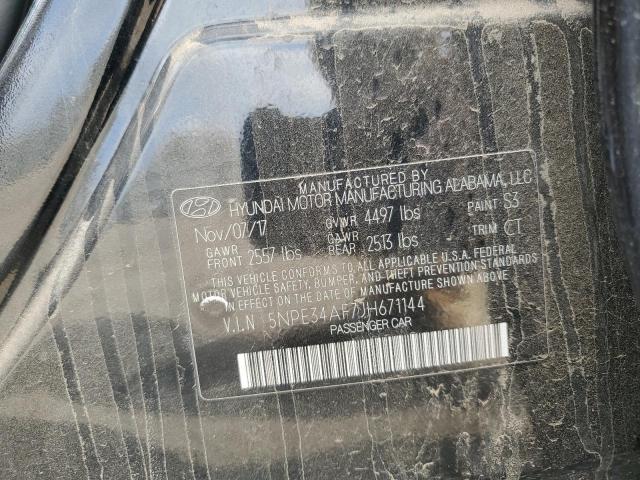 MANUFACTURED BY
HYUNDAI MOTOR MANUFACTURING ALABAMA, LLC
Nov/07/17 GVWR 4497 lbs PAINT S3
GAWR FRONT 2557 lbs GAWR REAR 2513 lbs TRIM CT
THIS VEHICLE CONFORMS TO ALL APPLICABLE U.S.A FEDERAL
MOTOR VEHICLE SAFETY, BUMPER, AND THEFT PREVENTION STANDARDS
IN EFFECT ON THE DATE OF MANUFACTURE SHOWN ABOVE.
V.I.N 5NPE34AF7JH671144
PASSENGER CAR